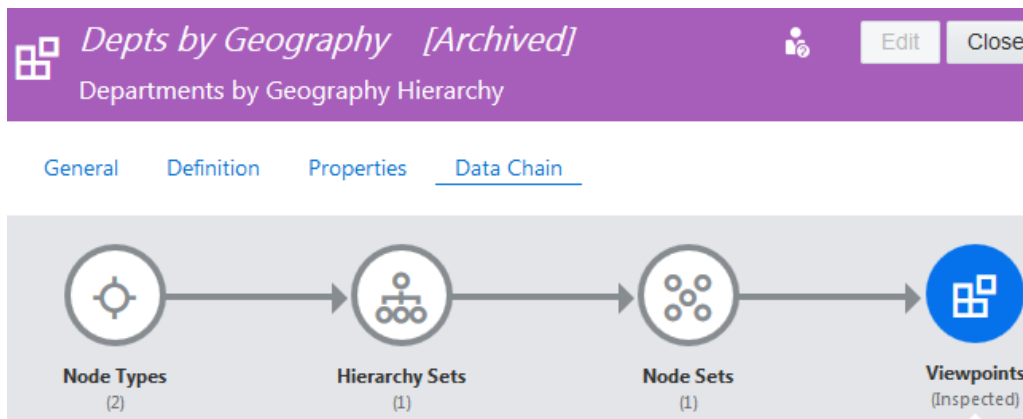 Depts by Geography [Archived]
Edit
Close
Departments by Geography Hierarchy
General Definition Properties Data Chain
Node Types Hierarchy Sets Node Sets Viewpoints
(2) (1) (1) (Inspected)